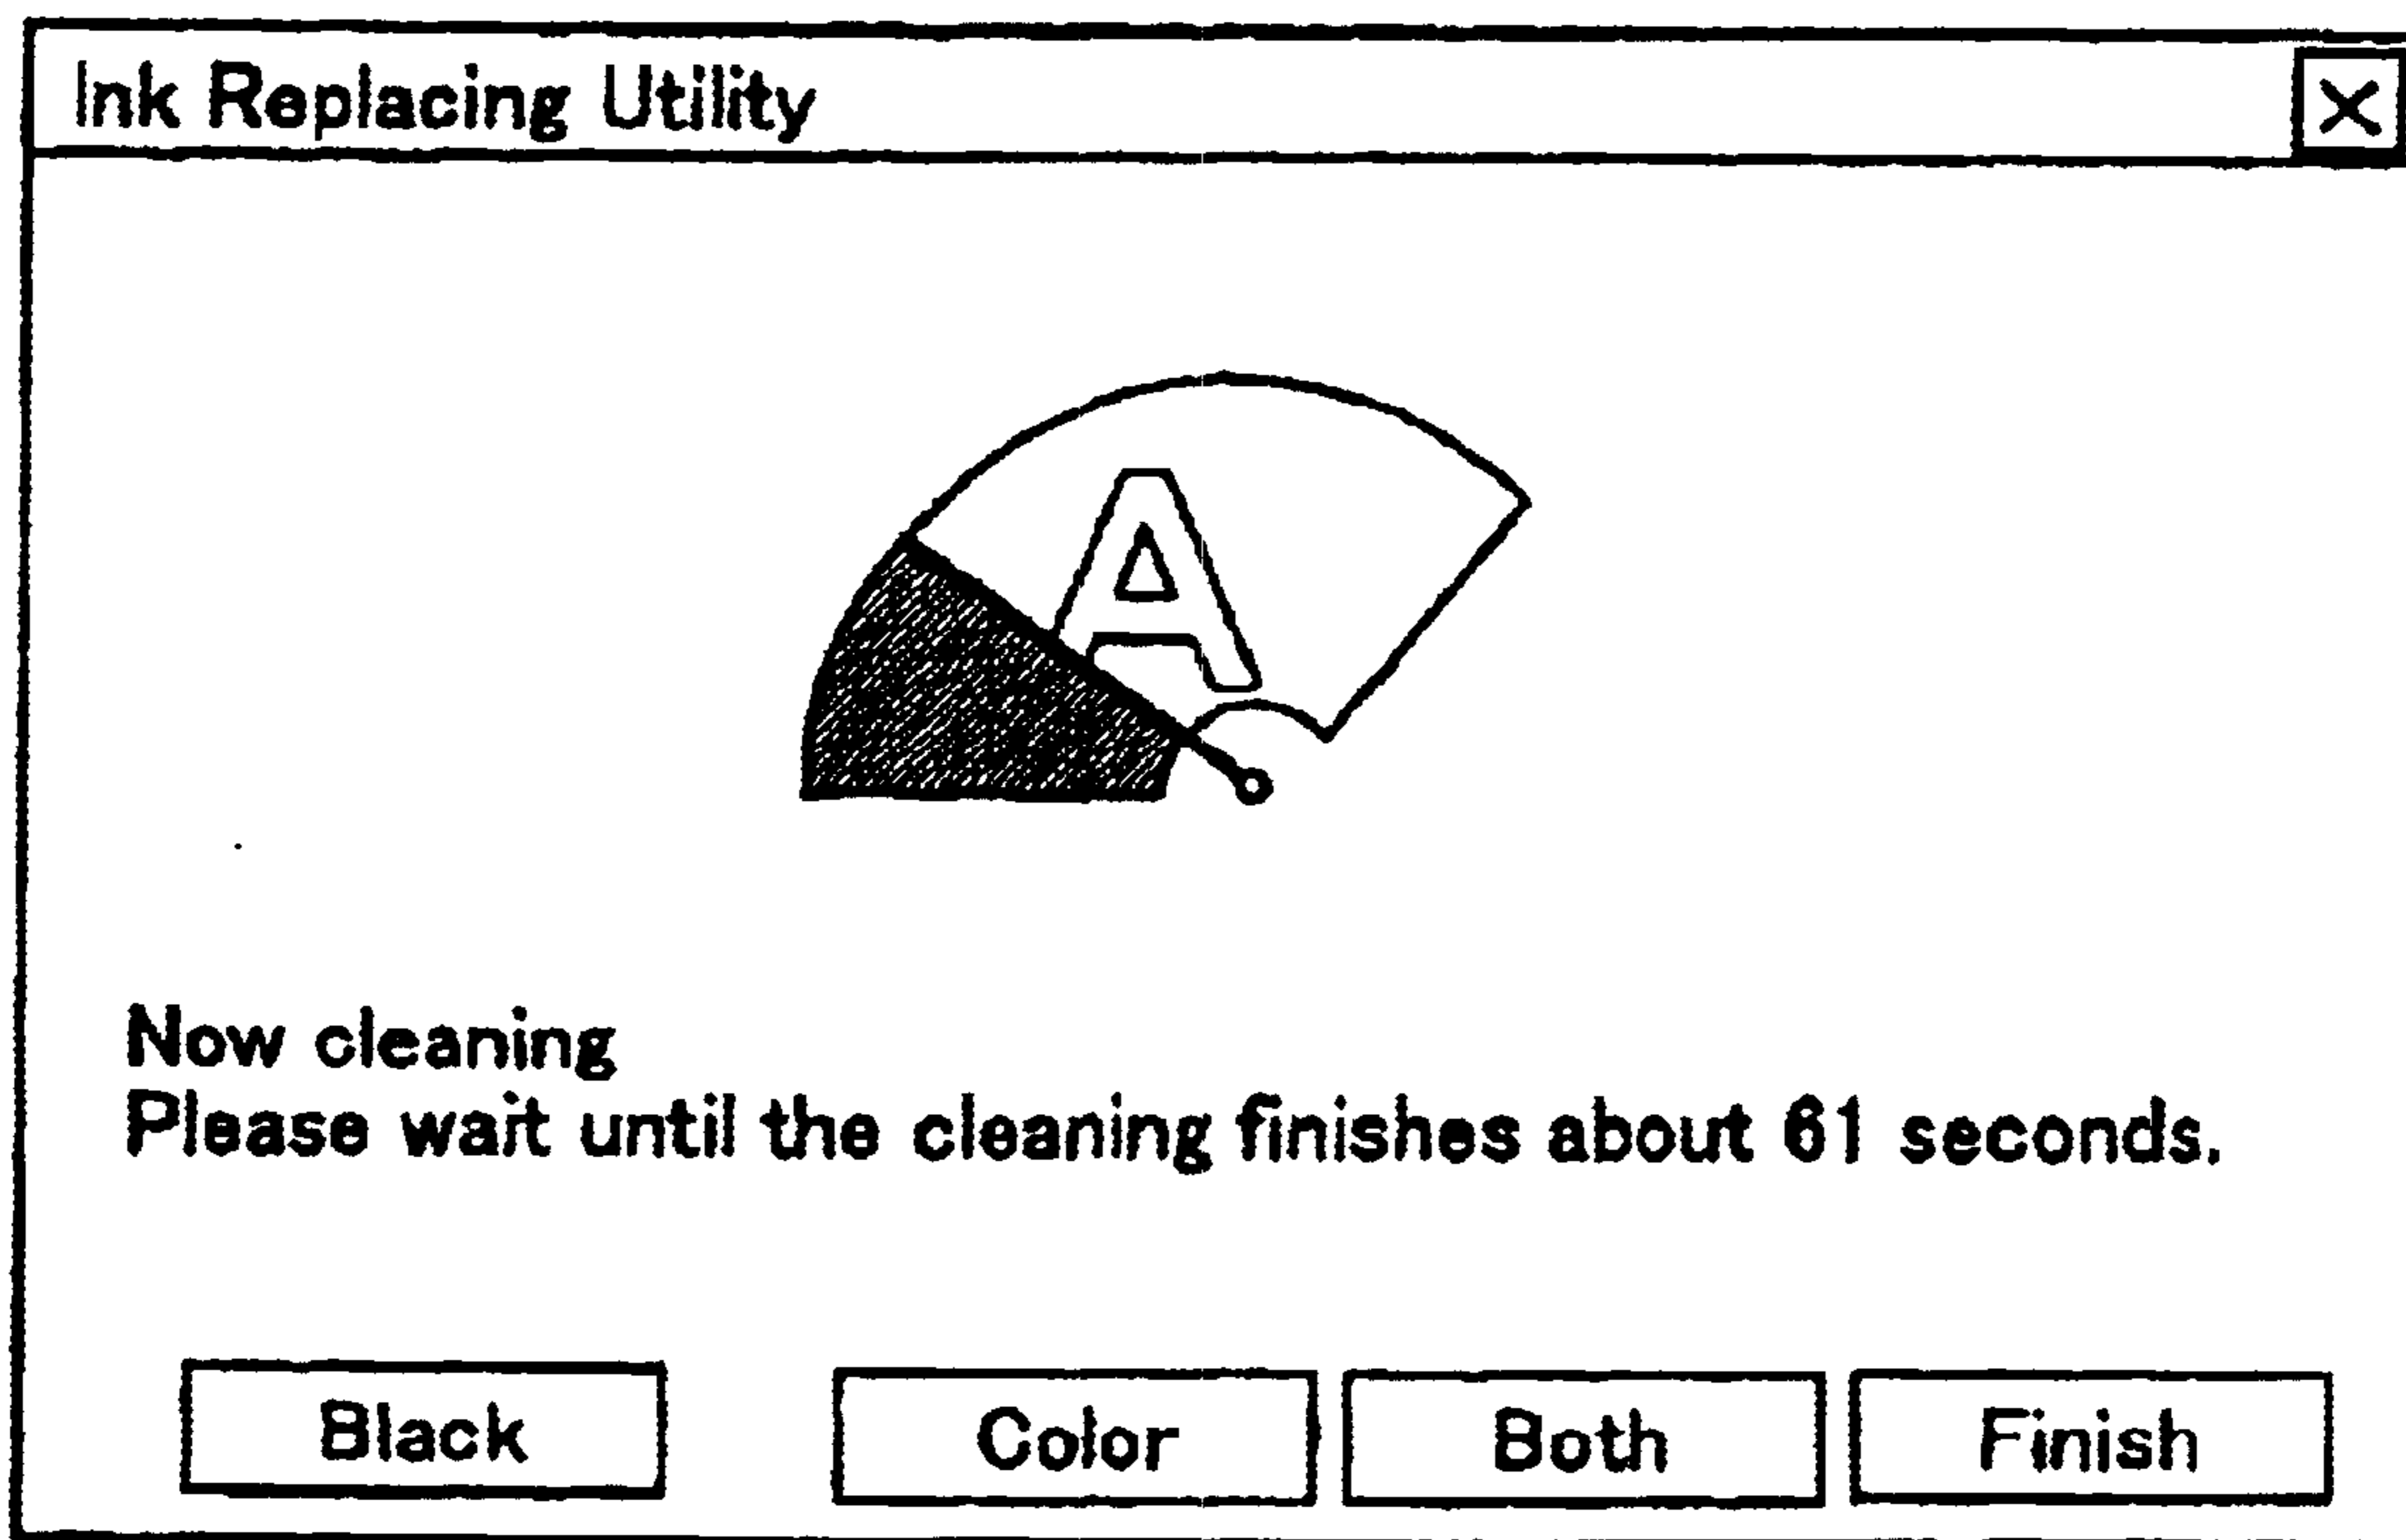 Ink Replacing Utility
A
Now cleaning
Please wait until the cleaning finishes about 61 seconds.
Black Color Both Finish